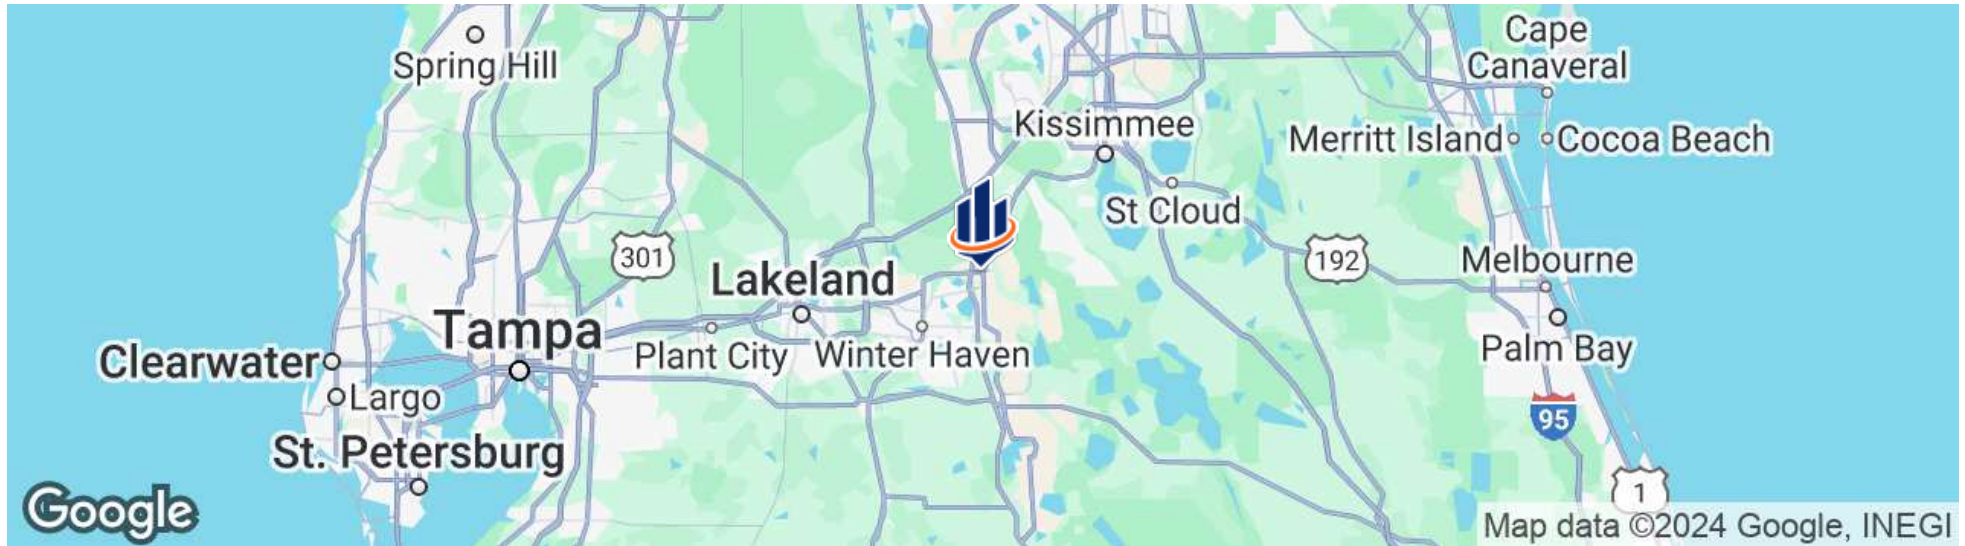 Cape
Canaveral
Spring Hill
Kissimmee
Merritt Island
Cocoa Beach
St Cloud
301
192
Melbourne
Lakeland
Tampa
Plant City
Winter Haven
Palm Bay
Clearwater
Largo
95
St. Petersburg
1
Google
Map data ©2024 Google, INEGI